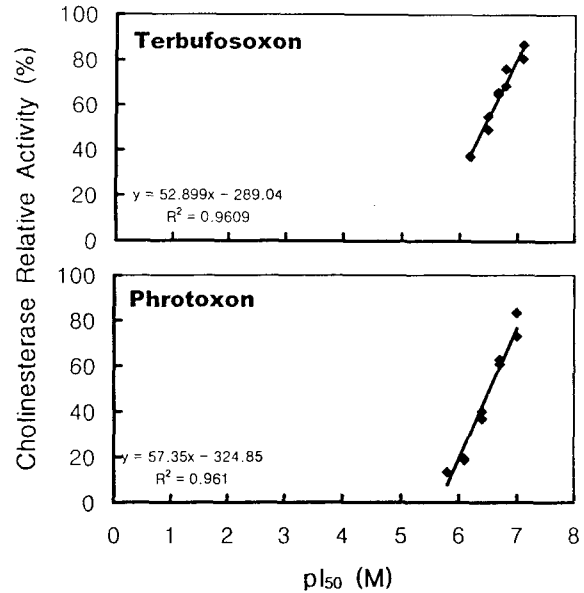 Cholinesterase Relative Activity (%)
100
80
60
40
20
0
Terbufosoxon
y = 52.899x − 289.04
R² = 0.9609
100
80
60
40
20
0
Phrotoxon
y = 57.35x − 324.85
R² = 0.961
0 1 2 3 4 5 6 7 8
pI₅₀ (M)